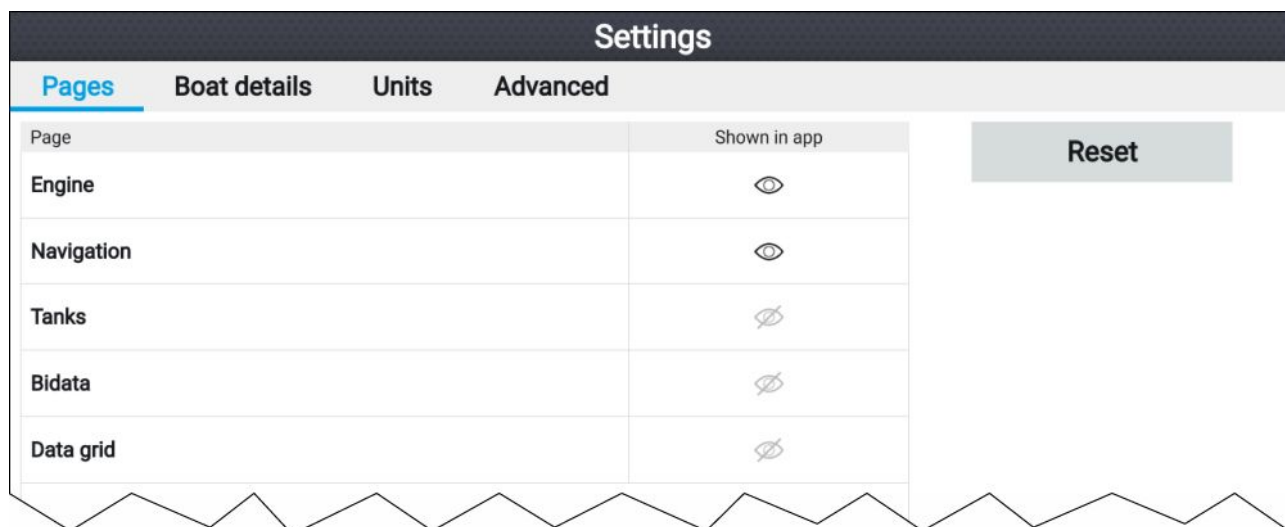 Settings
Pages Boat details Units Advanced
Page Shown in app
Reset
Engine
Navigation
Tanks
Bidata
Data grid